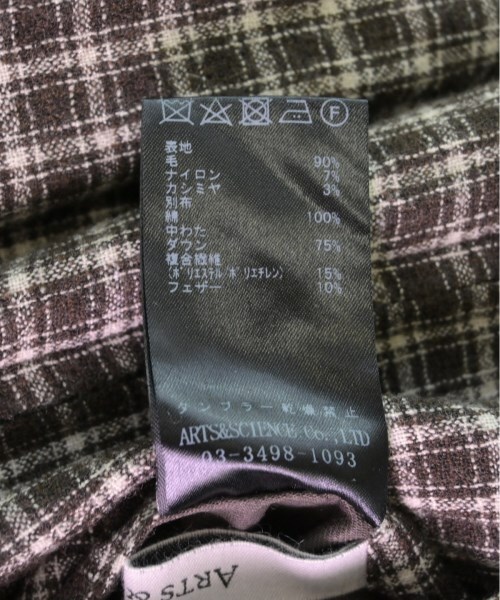 F
表地
毛 90%
ナイロン 7%
カシミヤ 3%
別布
綿 100%
中わた
ダウン 75%
複合繊維
(ポリエステル ポリエチレン) 15%
フェザー 10%
タンブラー乾燥禁止
ARTS&SCIENCE Co.,LTD
03-3498-1093
ARTS &